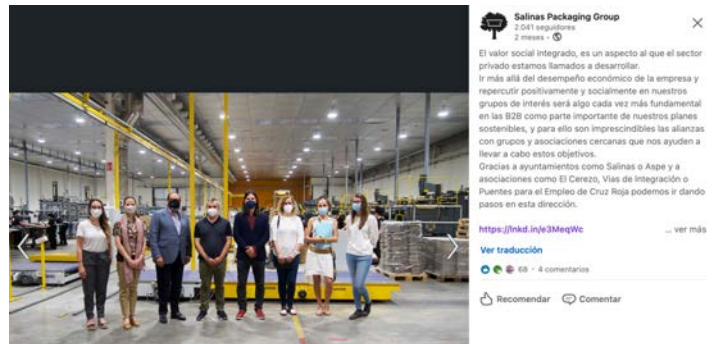 Salinas Packaging Group
2.041 seguidores
2 meses •
El valor social integrado, es un aspecto al que el sector
privado estamos llamados a desarrollar.
Ir más allá del desempeño económico de la empresa y
repercutir positivamente y socialmente en nuestros
grupos de interés será algo cada vez más fundamental
en las B2B como parte importante de nuestros planes
sostenibles, y para ello son imprescindibles las alianzas
con grupos y asociaciones cercanas que nos ayuden a
llevar a cabo estos objetivos.
Gracias a ayuntamientos como Salinas o Aspe y a
asociaciones como El Cerezo, Vias de Integración o
Puentes para el Empleo de Cruz Roja podemos ir dando
pasos en esta dirección.
https://lnkd.in/e3MeqWc ... ver más
Ver traducción
68 • 4 comentarios
Recomendar Comentar